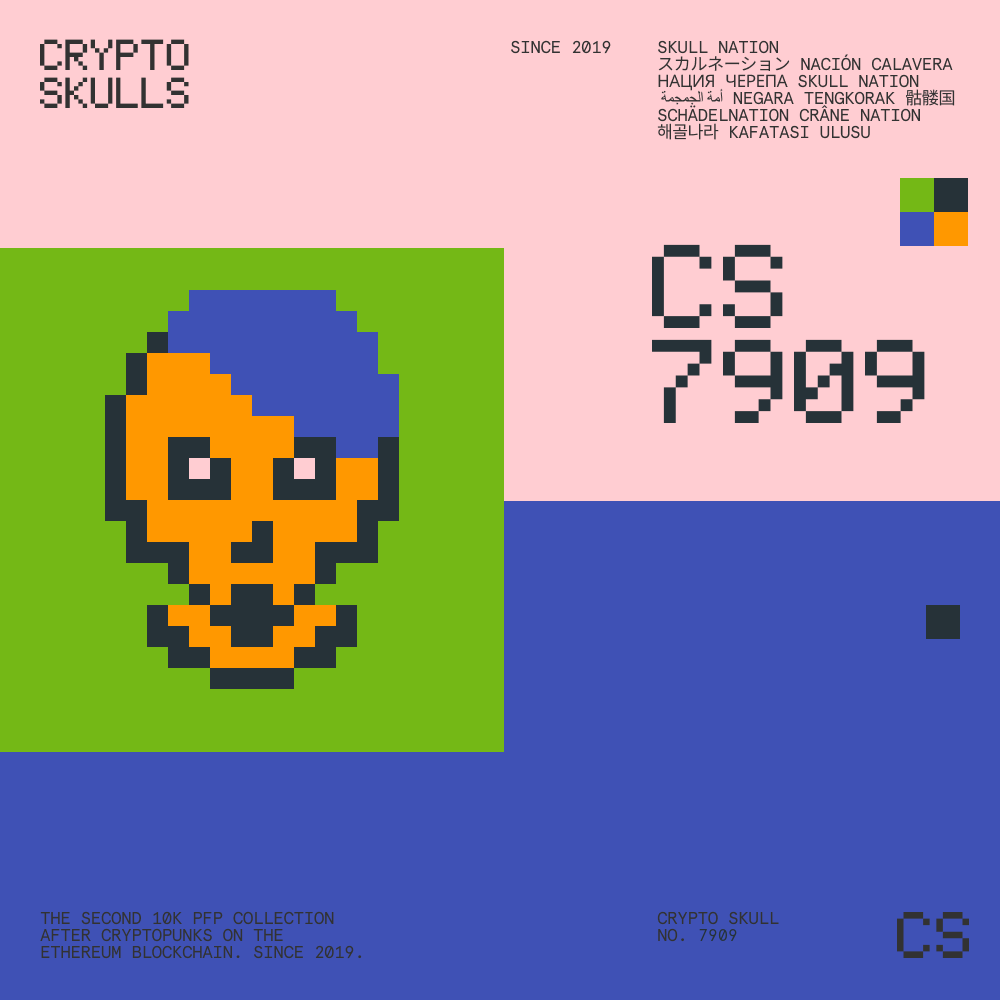 CRYPTO
SKULLS
SINCE 2019
SKULL NATION
スカルネーション NACIÓN CALAVERA
НАЦИЯ ЧЕРЕПА SKULL NATION
أمة الجمجمة NEGARA TENGKORAK 骷髅国
SCHÄDELNATION CRÂNE NATION
해골나라 KAFATASI ULUSU
CS
7909
THE SECOND 10K PFP COLLECTION
AFTER CRYPTOPUNKS ON THE
ETHEREUM BLOCKCHAIN. SINCE 2019.
CRYPTO SKULL
NO. 7909
CS